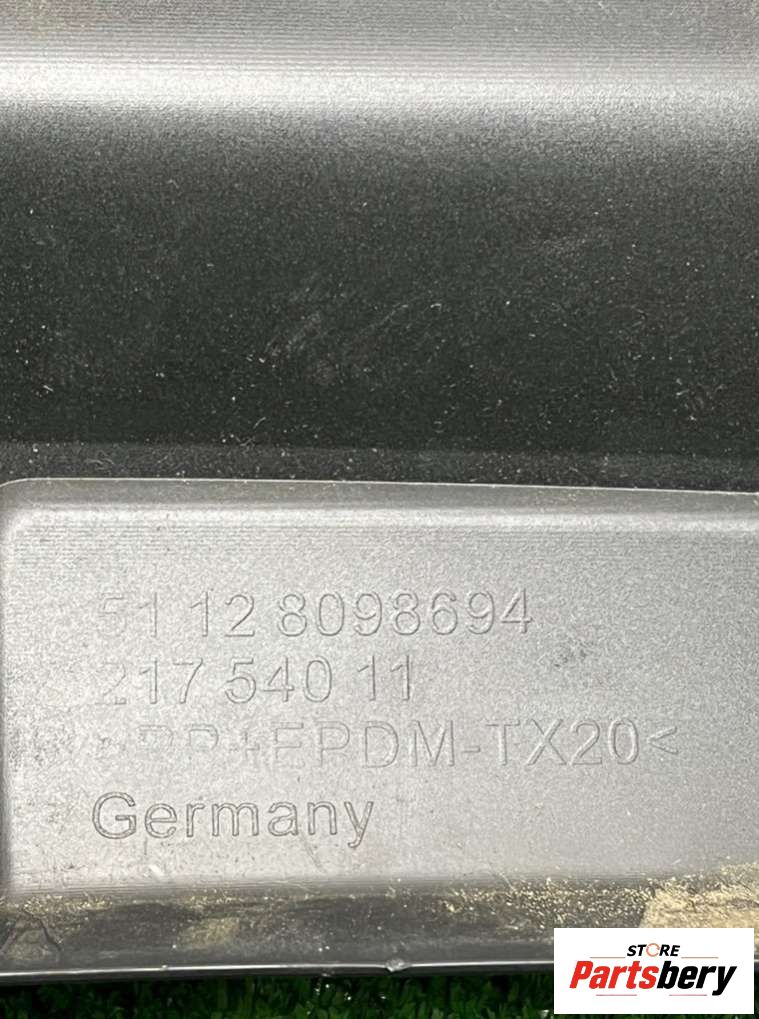 51 12 8098694
217 540 11
>PP+EPDM-TX20<
Germany
STORE
Partsbery